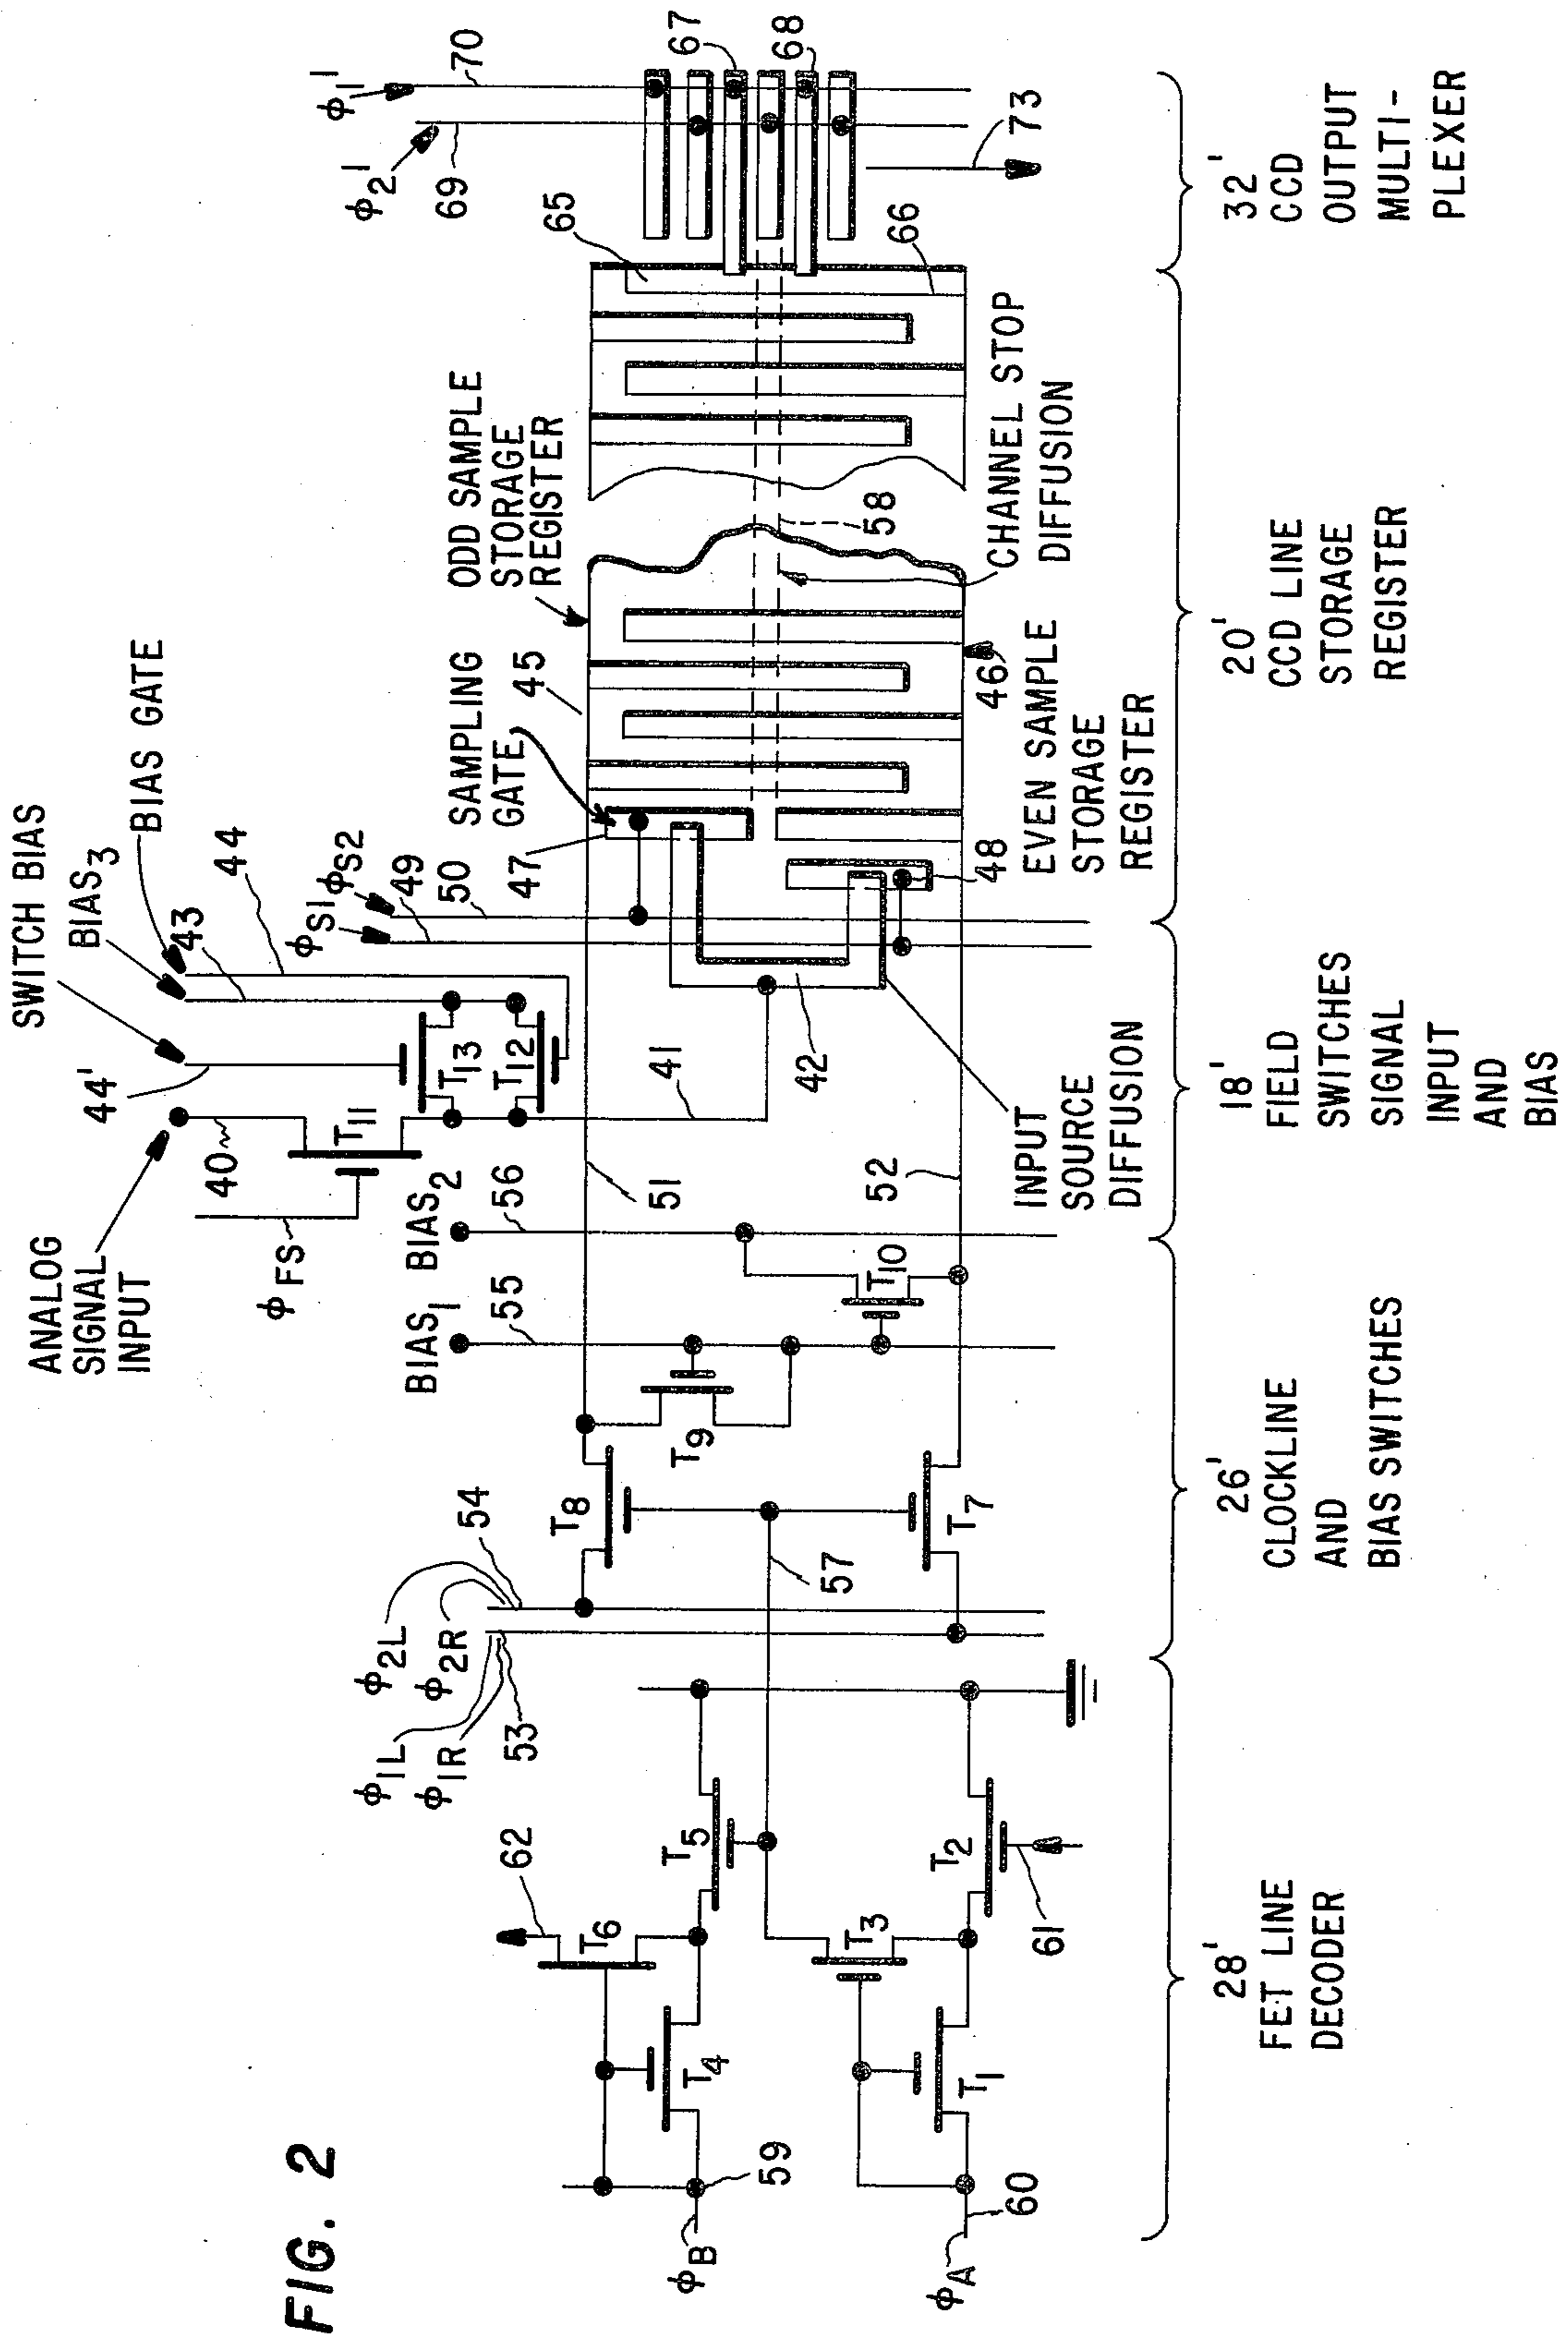 FIG. 2
ANALOG
SIGNAL
INPUT
SWITCH BIAS
BIAS3
BIAS GATE
44'
43
44
40
T11
T13
T12
ϕFS
41
BIAS1
BIAS2
55
56
ϕS1
ϕS2
49
50
SAMPLING
GATE
47
45
ODD SAMPLE
STORAGE
REGISTER
65
ϕ2'
69
ϕ1'
70
67
68
66
73
62
ϕ1L
ϕ1R
53
ϕ2L
ϕ2R
54
T8
T9
51
42
T10
52
T7
57
T6
T5
T4
59
ϕB
T3
T2
61
T1
60
ϕA
INPUT
SOURCE
DIFFUSION
48
EVEN SAMPLE
STORAGE
REGISTER
46
58
CHANNEL STOP
DIFFUSION
28'
FET LINE
DECODER
26'
CLOCKLINE
AND
BIAS SWITCHES
18'
FIELD
SWITCHES
SIGNAL
INPUT
AND
BIAS
20'
CCD LINE
STORAGE
REGISTER
32'
CCD
OUTPUT
MULTI-
PLEXER